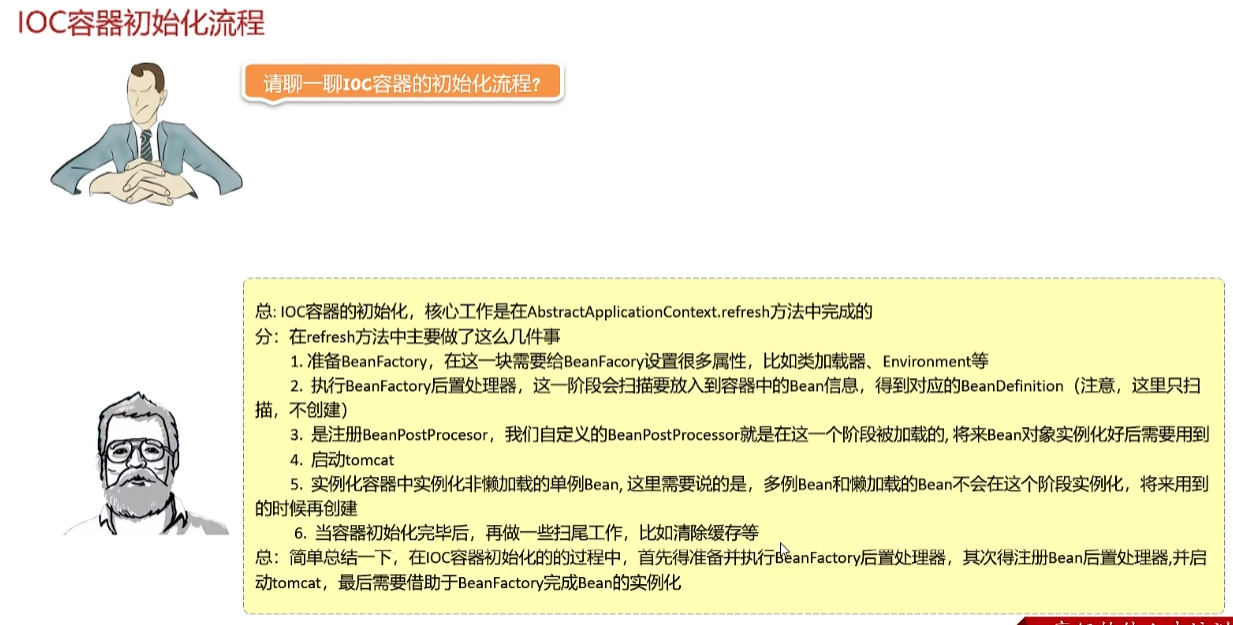 IOC容器初始化流程
请聊一聊IOC容器的初始化流程?
总: IOC容器的初始化，核心工作是在AbstractApplicationContext.refresh方法中完成的
分：在refresh方法中主要做了这么几件事
1. 准备BeanFactory，在这一块需要给BeanFacory设置很多属性，比如类加载器、Environment等
2. 执行BeanFactory后置处理器，这一阶段会扫描要放入到容器中的Bean信息，得到对应的BeanDefinition（注意，这里只扫
描，不创建）
3. 是注册BeanPostProcesor，我们自定义的BeanPostProcessor就是在这一个阶段被加载的, 将来Bean对象实例化好后需要用到
4. 启动tomcat
5. 实例化容器中实例化非懒加载的单例Bean, 这里需要说的是，多例Bean和懒加载的Bean不会在这个阶段实例化，将来用到
的时候再创建
6. 当容器初始化完毕后，再做一些扫尾工作，比如清除缓存等
总：简单总结一下，在IOC容器初始化的的过程中，首先得准备并执行BeanFactory后置处理器，其次得注册Bean后置处理器,并启
动tomcat，最后需要借助于BeanFactory完成Bean的实例化